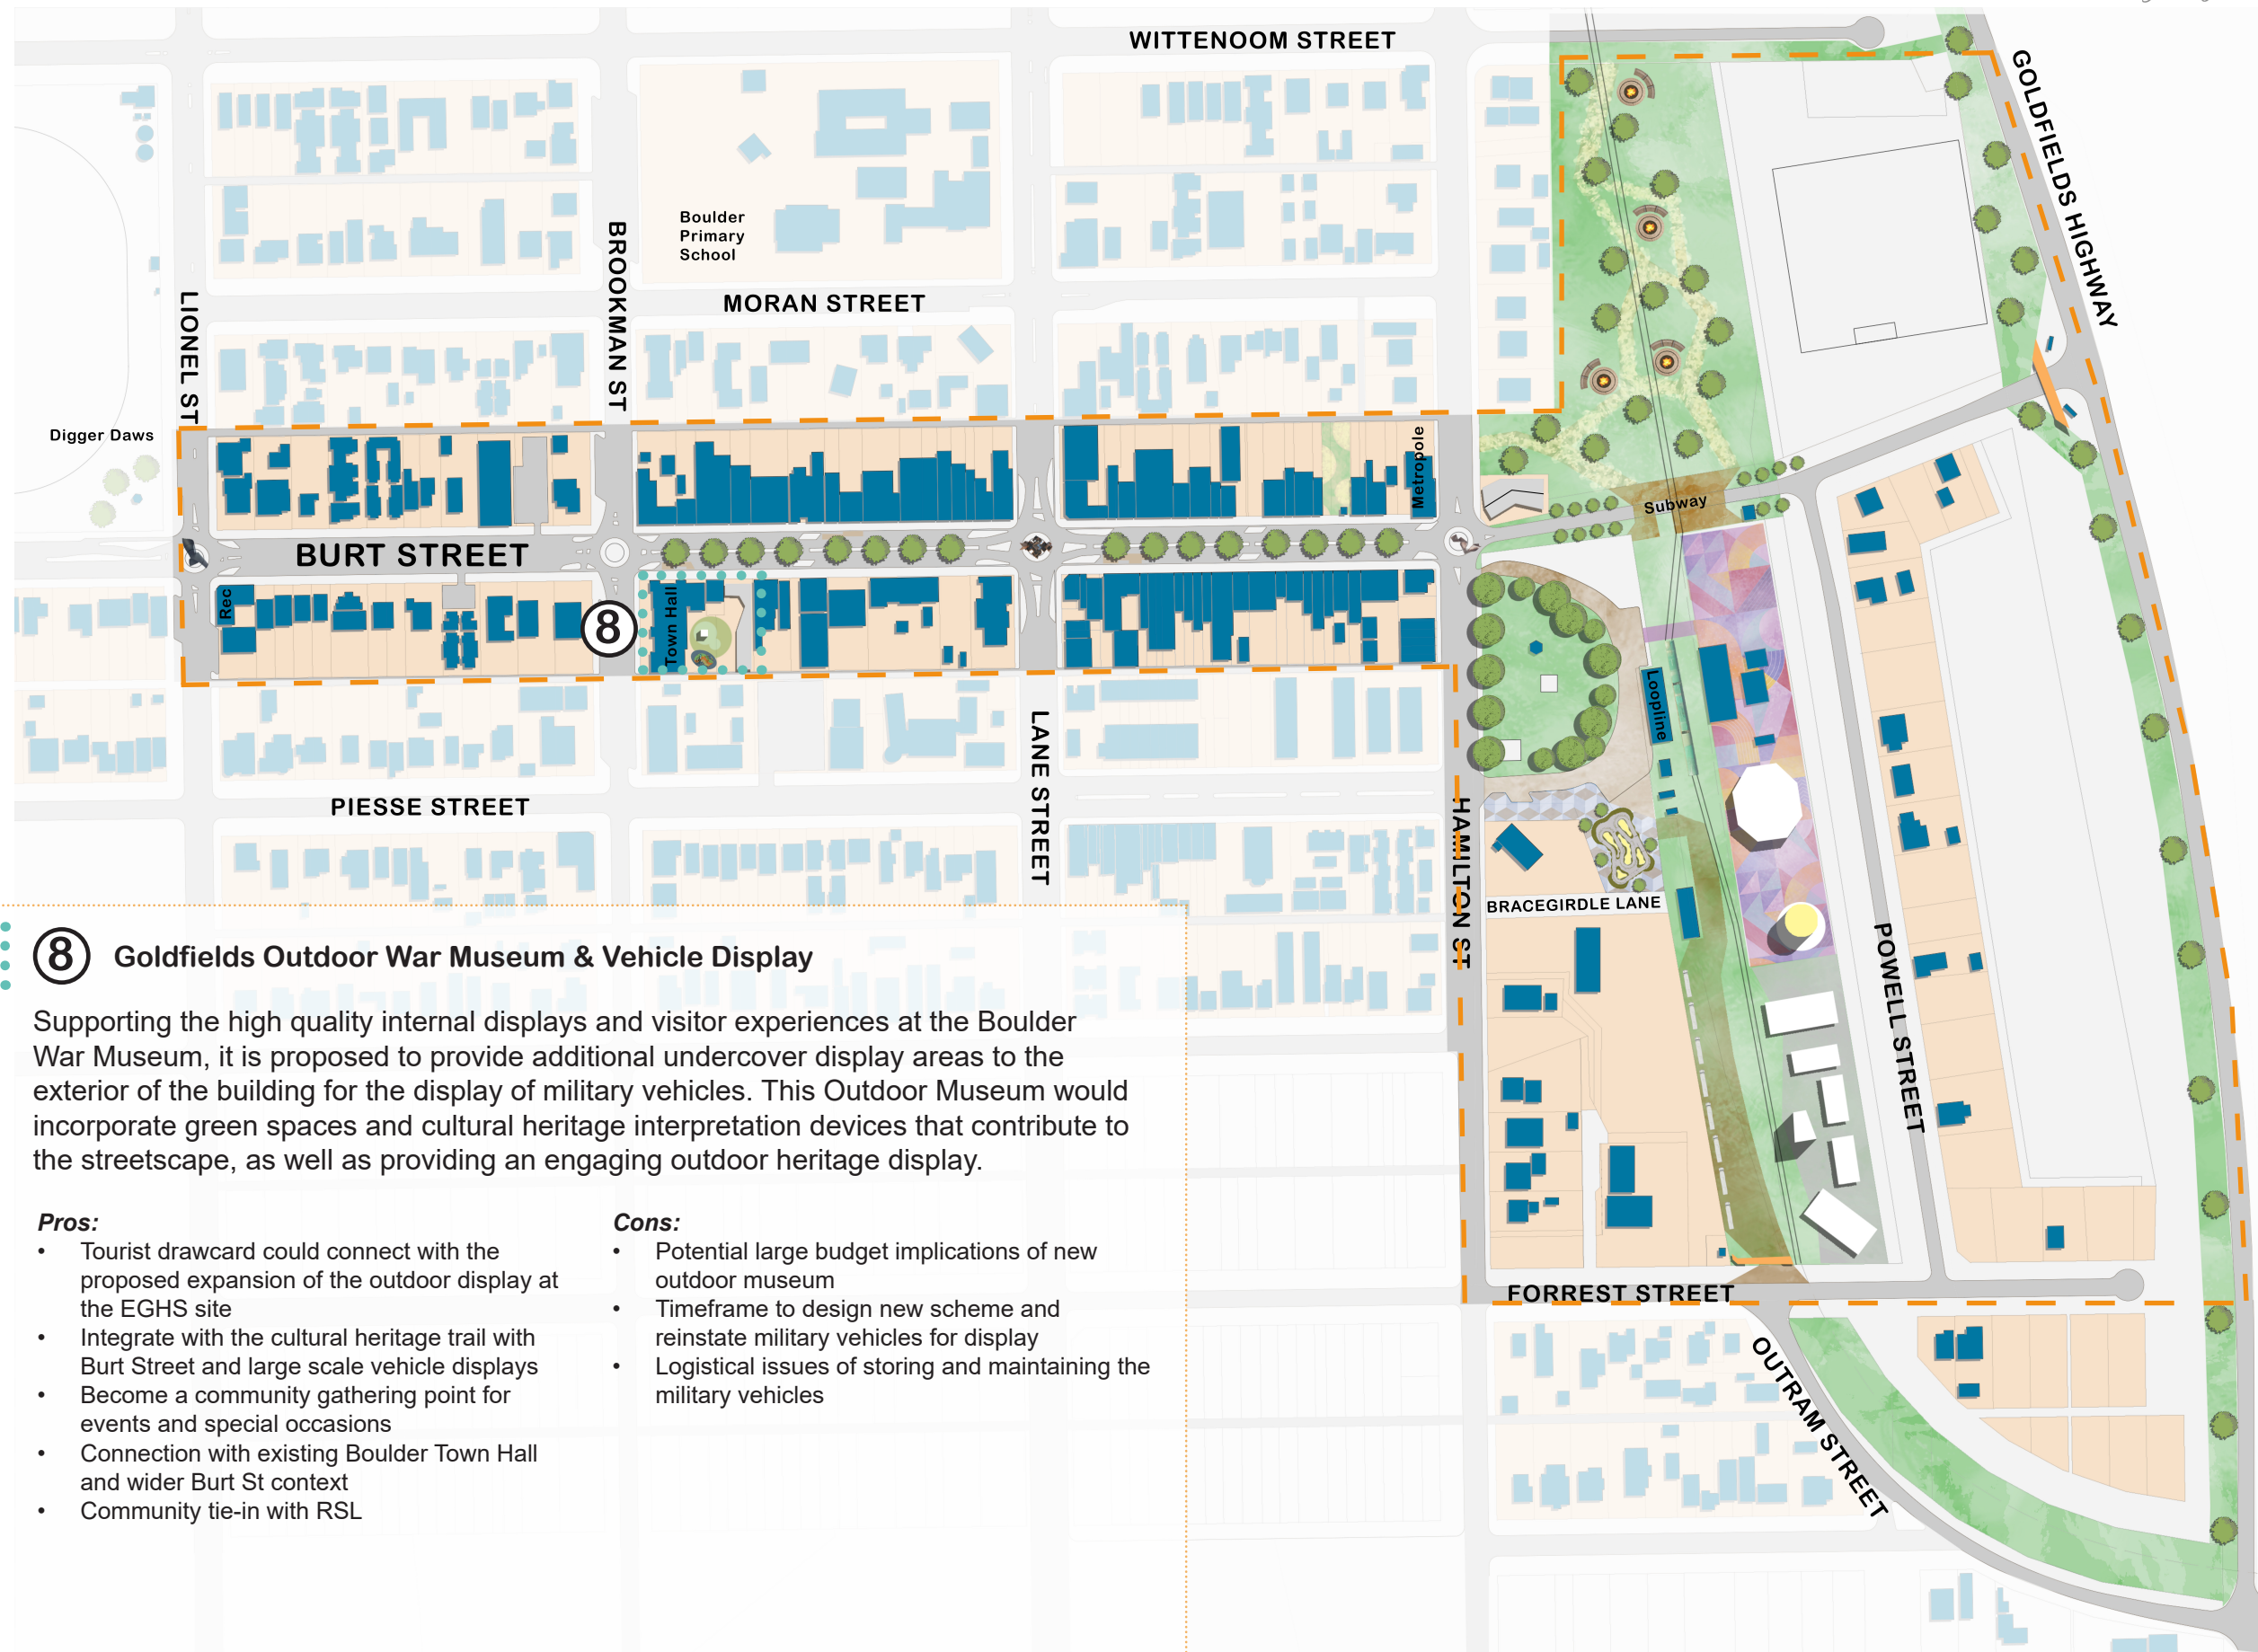 WITTENOOM STREET
GOLDFIELDS HIGHWAY
Boulder
Primary
School
BROOKMAN ST
LIONEL ST
MORAN STREET
Digger Daws
Metropole
Subway
BURT STREET
Rec
8
Town Hall
Loopline
LANE STREET
PIESSE STREET
HAMILTON ST
BRACEGIRDLE LANE
POWELL STREET
FORREST STREET
OUTRAM STREET
8
Goldfields Outdoor War Museum & Vehicle Display
Supporting the high quality internal displays and visitor experiences at the Boulder
War Museum, it is proposed to provide additional undercover display areas to the
exterior of the building for the display of military vehicles. This Outdoor Museum would
incorporate green spaces and cultural heritage interpretation devices that contribute to
the streetscape, as well as providing an engaging outdoor heritage display.
Pros:
• Tourist drawcard could connect with the
proposed expansion of the outdoor display at
the EGHS site
• Integrate with the cultural heritage trail with
Burt Street and large scale vehicle displays
• Become a community gathering point for
events and special occasions
• Connection with existing Boulder Town Hall
and wider Burt St context
• Community tie-in with RSL
Cons:
• Potential large budget implications of new
outdoor museum
• Timeframe to design new scheme and
reinstate military vehicles for display
• Logistical issues of storing and maintaining the
military vehicles